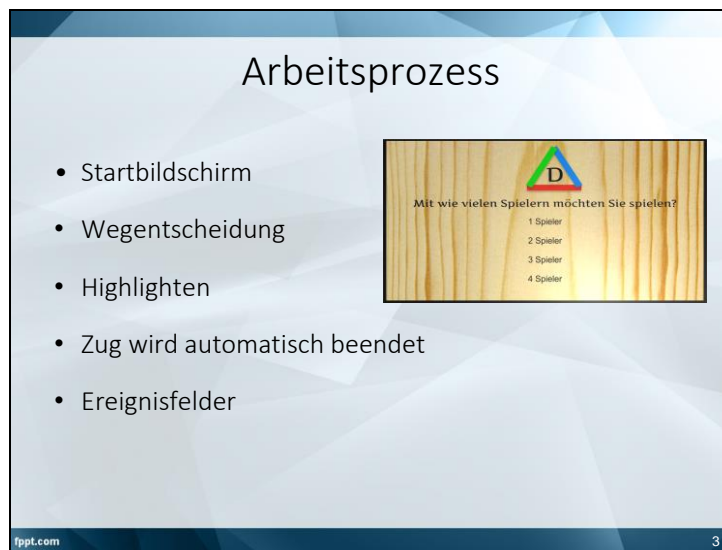 Arbeitsprozess
• Startbildschirm
• Wegentscheidung
• Highlighten
• Zug wird automatisch beendet
• Ereignisfelder
D
Mit wie vielen Spielern möchten Sie spielen?
1 Spieler
2 Spieler
3 Spieler
4 Spieler
fppt.com
3